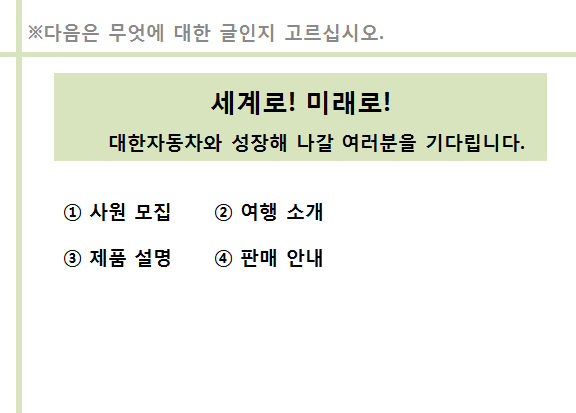 ※다음은 무엇에 대한 글인지 고르십시오.
세계로! 미래로!
대한자동차와 성장해 나갈 여러분을 기다립니다.
① 사원 모집 ② 여행 소개
③ 제품 설명 ④ 판매 안내